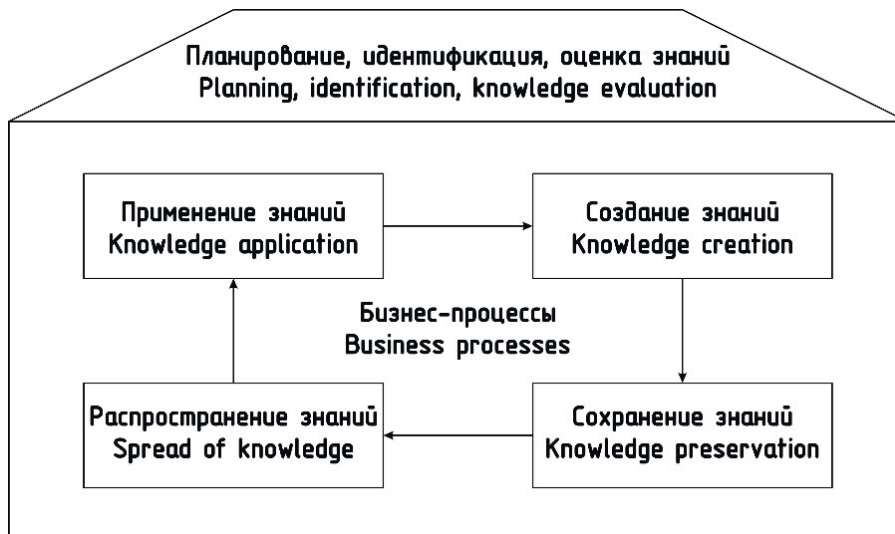 Планирование, идентификация, оценка знаний
Planning, identification, knowledge evaluation
Применение знаний
Knowledge application
Создание знаний
Knowledge creation
Бизнес-процессы
Business processes
Распространение знаний
Spread of knowledge
Сохранение знаний
Knowledge preservation